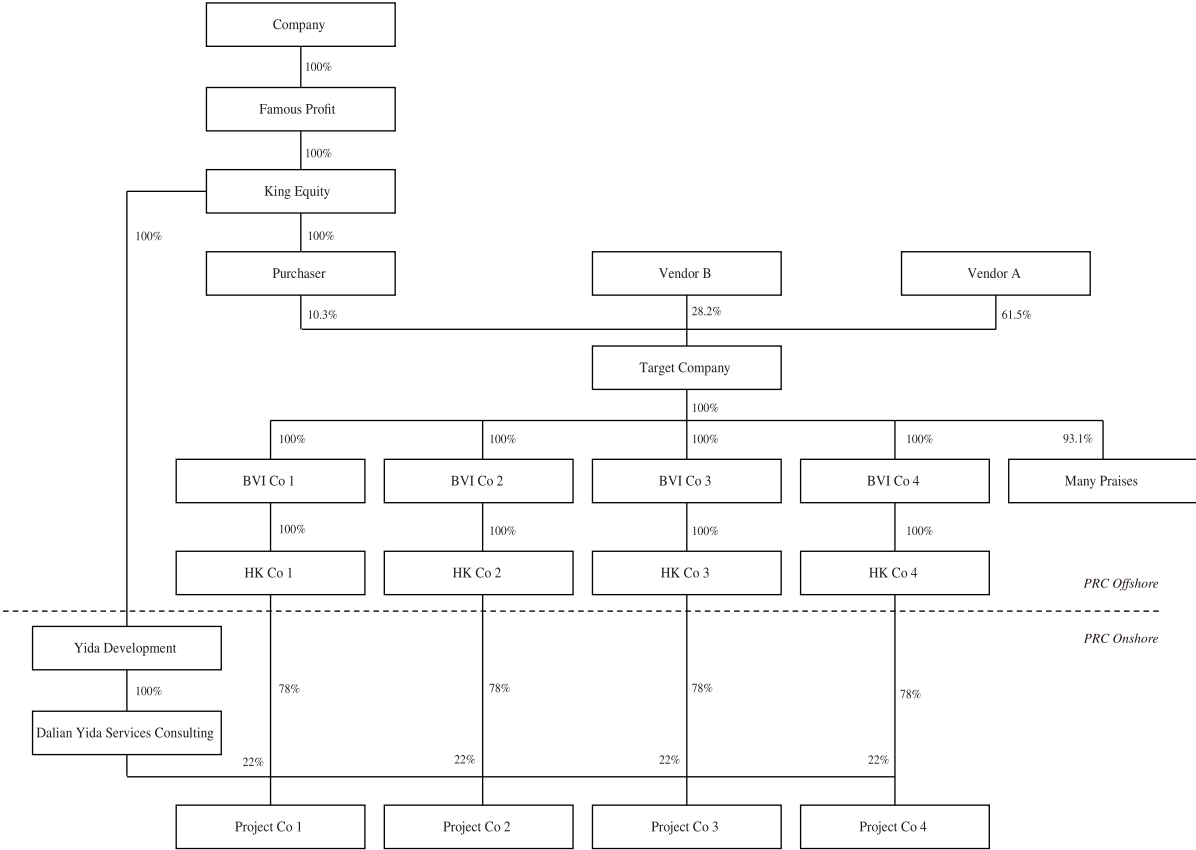 Company
100%
Famous Profit
100%
King Equity
100%
100%
Purchaser
Vendor B
Vendor A
10.3%
28.2%
61.5%
Target Company
100%
100%
100%
100%
100%
93.1%
BVI Co 1
BVI Co 2
BVI Co 3
BVI Co 4
Many Praises
100%
100%
100%
100%
HK Co 1
HK Co 2
HK Co 3
HK Co 4
PRC Offshore
PRC Onshore
Yida Development
100%
78%
78%
78%
78%
Dalian Yida Services Consulting
22%
22%
22%
22%
Project Co 1
Project Co 2
Project Co 3
Project Co 4